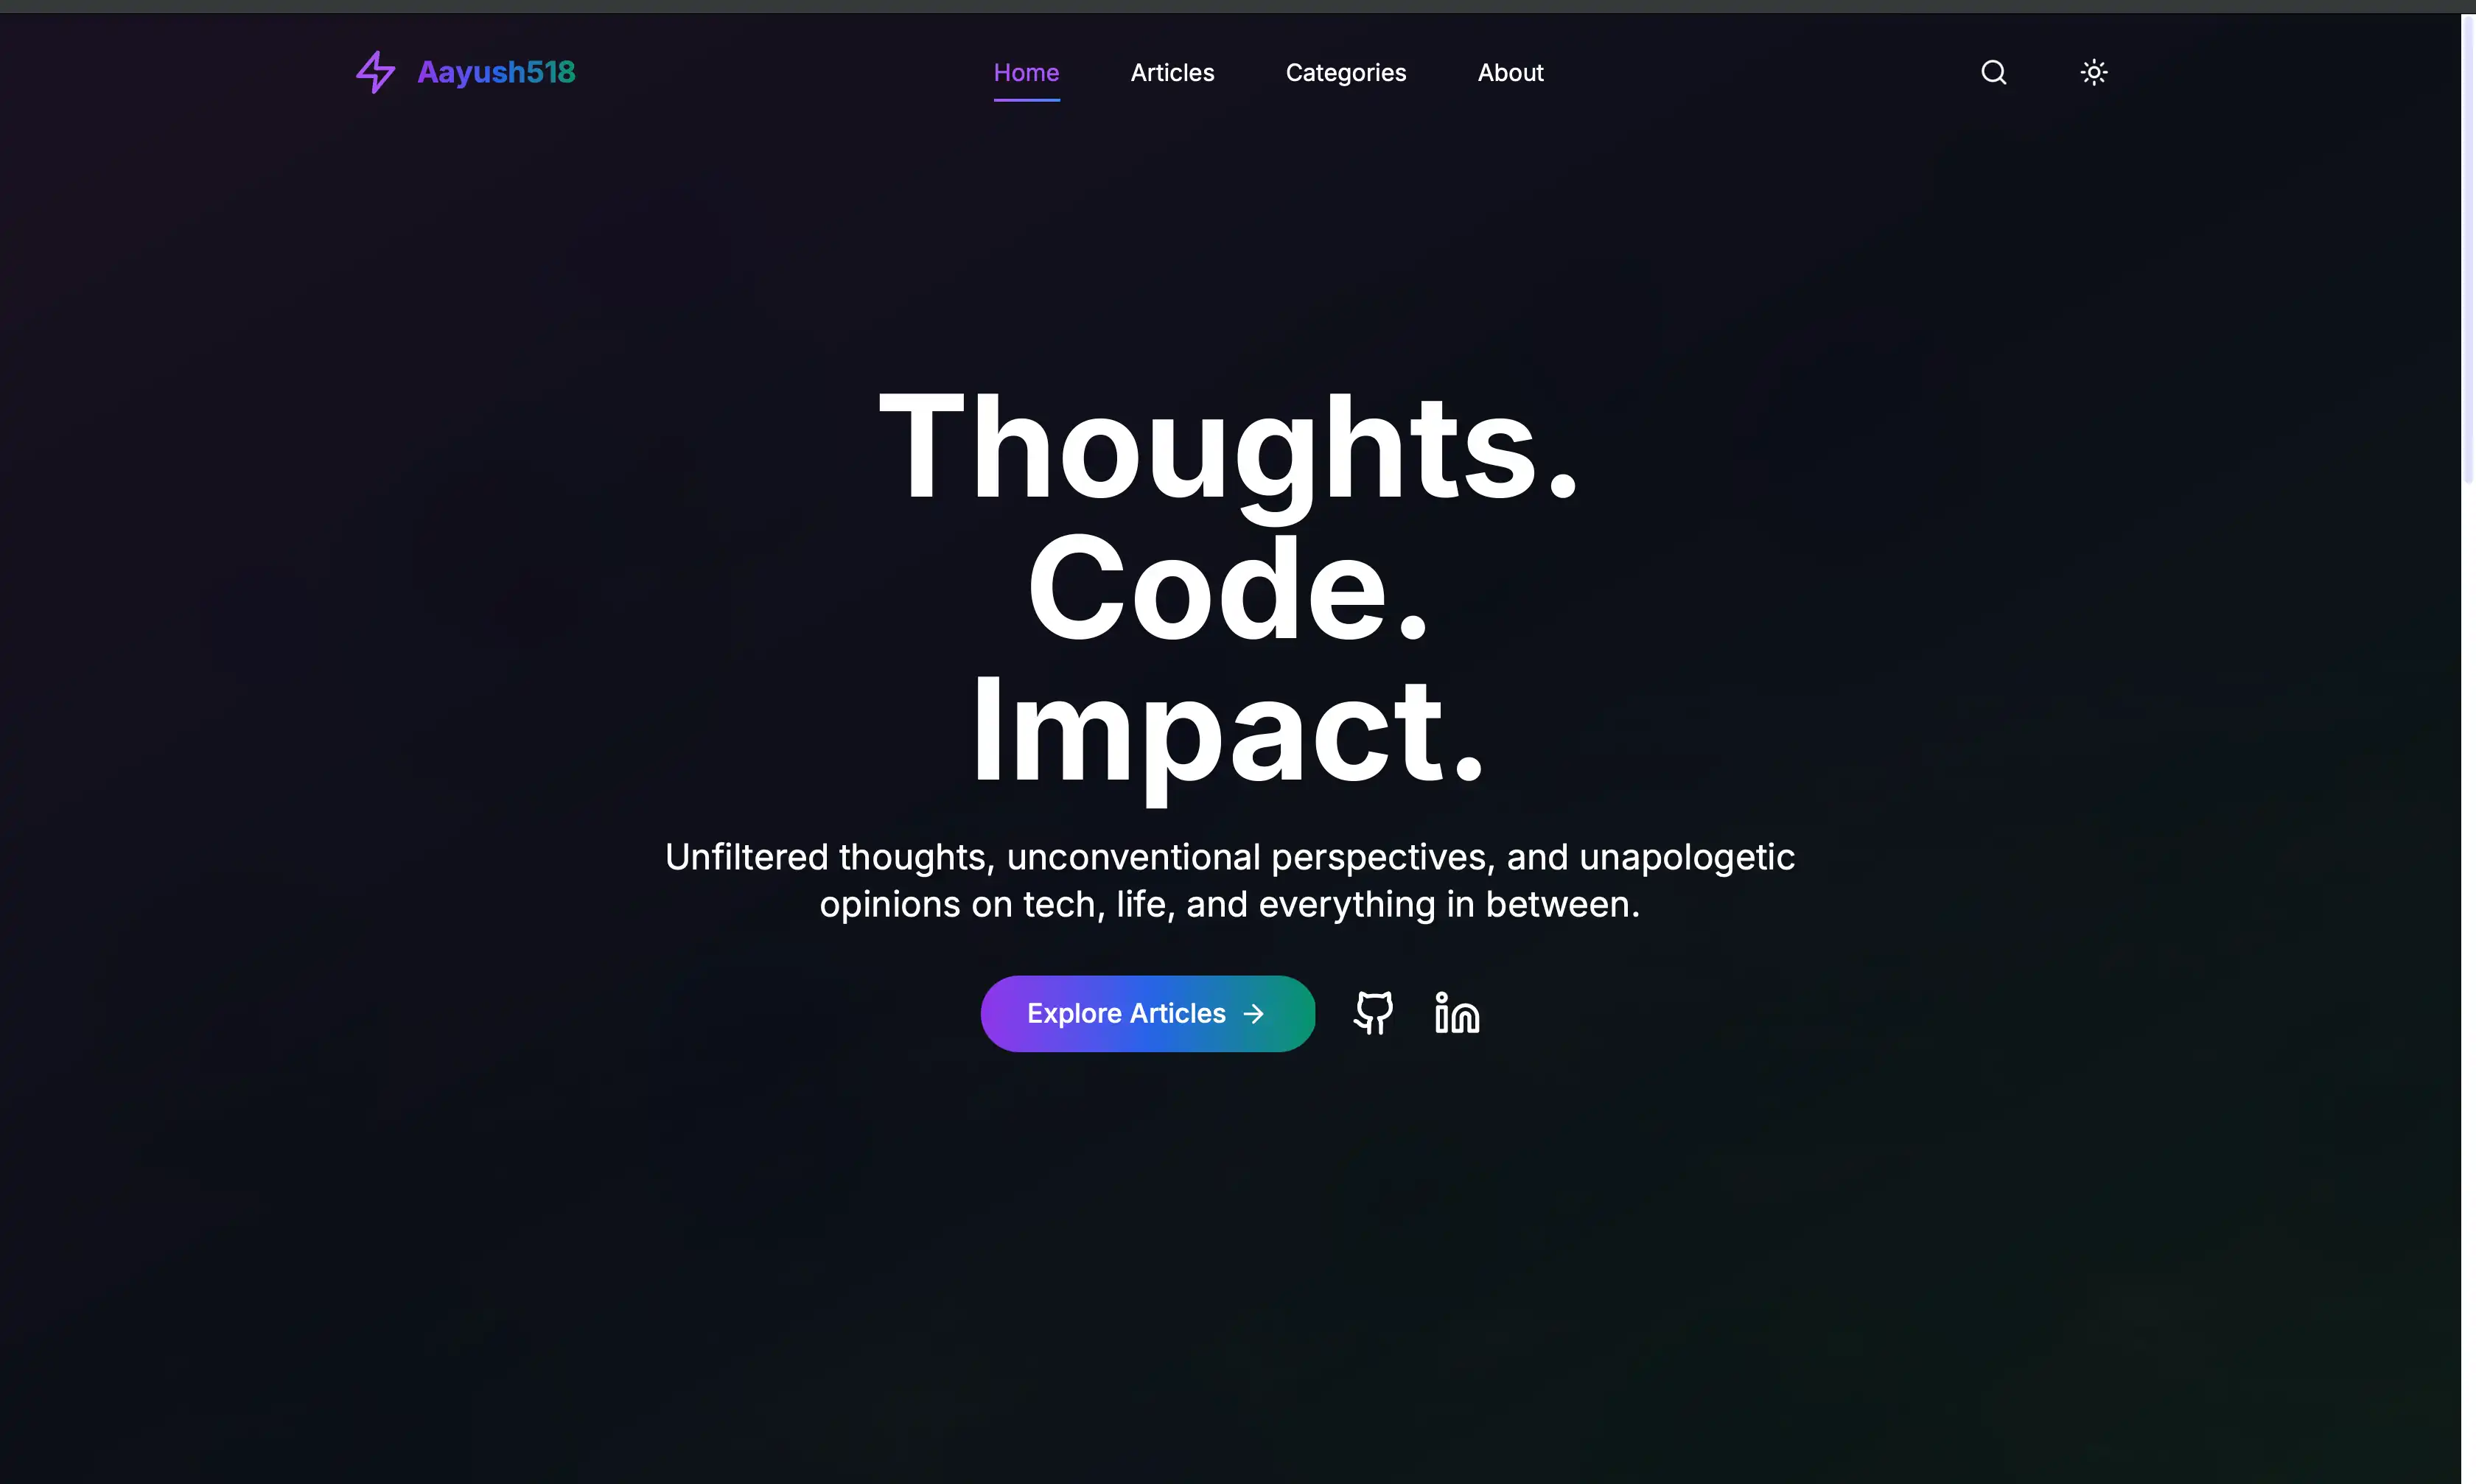 Aayush518
Home
Articles
Categories
About
Thoughts.
Code.
Impact.
Unfiltered thoughts, unconventional perspectives, and unapologetic
opinions on tech, life, and everything in between.
Explore Articles